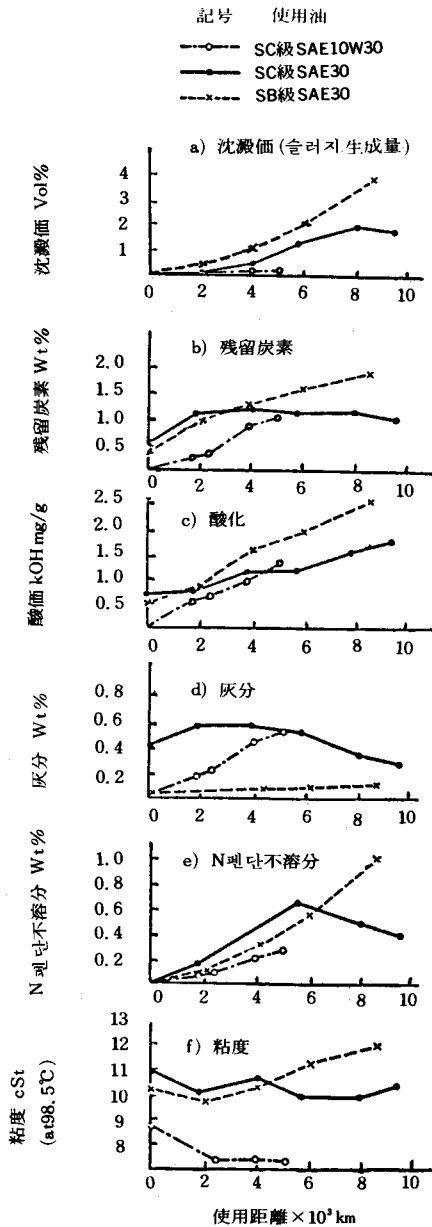 記号 使用油
SC級SAE10W30
SC級SAE30
SB級SAE30
a) 沈澱価(슬러지生成量)
沈澱価 Vol%
4
3
2
1
0 2 4 6 8 10
b) 残留炭素
残留炭素 Wt%
2.0
1.5
1.0
0.5
0 2 4 6 8 10
c) 酸化
酸価 kOHmg/g
2.5
2.0
1.5
1.0
0.5
0 2 4 6 8 10
d) 灰分
灰分 Wt%
0.8
0.6
0.4
0.2
0 2 4 6 8 10
e) N펜단不溶分
N펜단不溶分 Wt%
1.0
0.8
0.6
0.4
0.2
0 2 4 6 8 10
f) 粘度
粘度 cSt
(at98.5℃)
13
12
11
10
9
8
0 2 4 6 8 10
使用距離×10³km